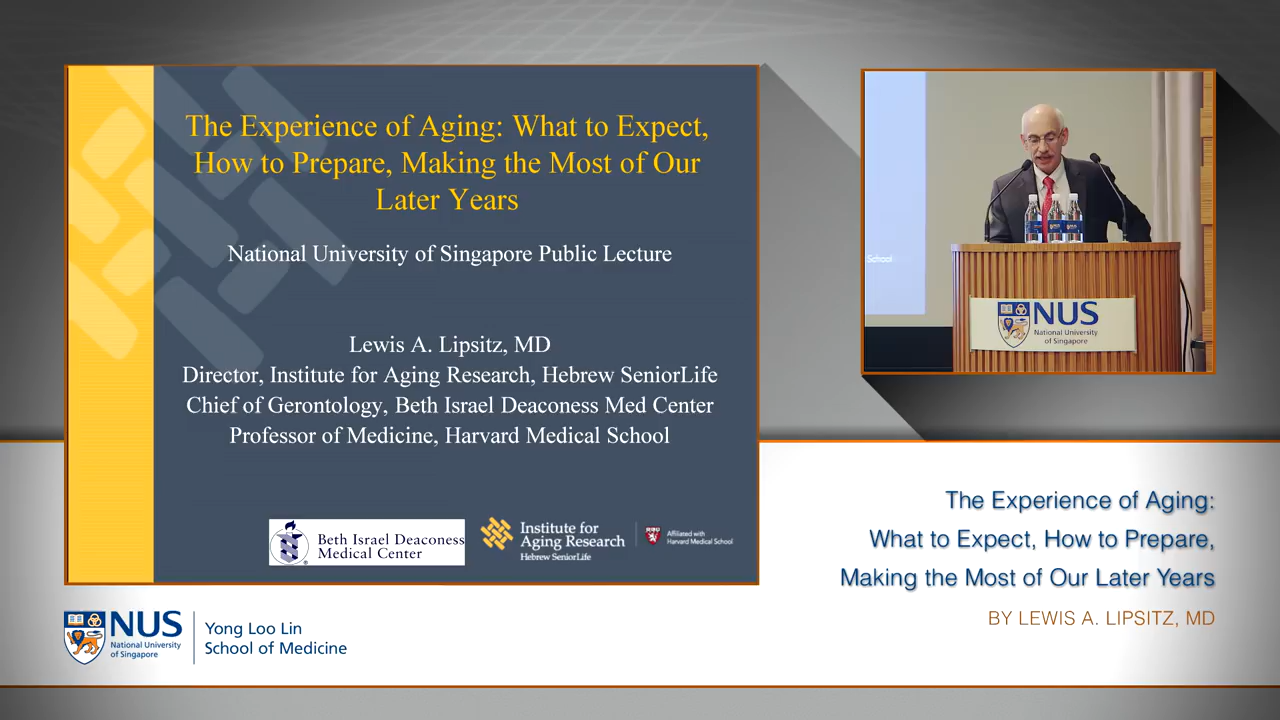 The Experience of Aging: What to Expect,
How to Prepare, Making the Most of Our
Later Years
National University of Singapore Public Lecture
Lewis A. Lipsitz, MD
Director, Institute for Aging Research, Hebrew SeniorLife
Chief of Gerontology, Beth Israel Deaconess Med Center
Professor of Medicine, Harvard Medical School
Beth Israel Deaconess
Medical Center
Institute for
Aging Research
Hebrew SeniorLife
Affiliated with
Harvard Medical School
School
NUS
National University
of Singapore
The Experience of Aging:
What to Expect, How to Prepare,
Making the Most of Our Later Years
BY LEWIS A. LIPSITZ, MD
NUS
National University
of Singapore
Yong Loo Lin
School of Medicine